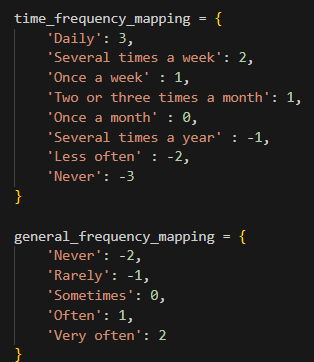 time_frequency_mapping = {
    'Daily': 3,
    'Several times a week': 2,
    'Once a week' : 1,
    'Two or three times a month': 1,
    'Once a month' : 0,
    'Several times a year' : -1,
    'Less often' : -2,
    'Never': -3
}

general_frequency_mapping = {
    'Never': -2,
    'Rarely': -1,
    'Sometimes': 0,
    'Often': 1,
    'Very often': 2
}